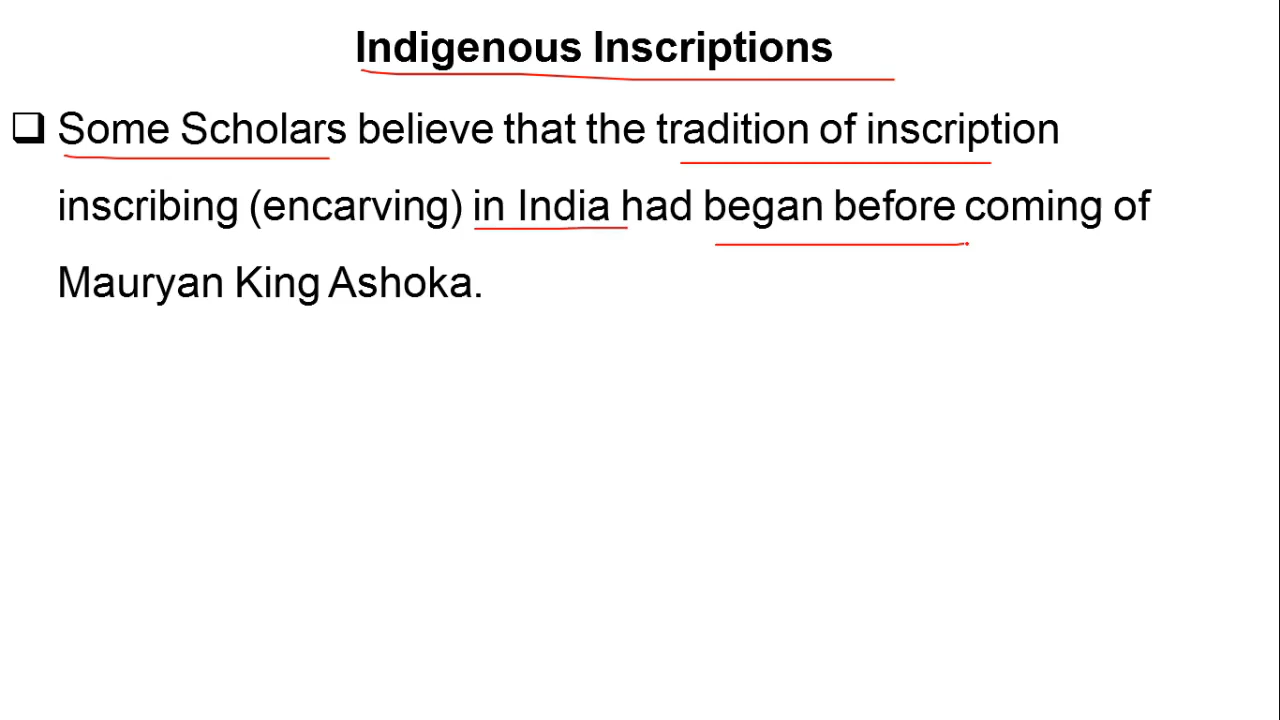 Indigenous Inscriptions
❑ Some Scholars believe that the tradition of inscription
inscribing (encarving) in India had began before coming of
Mauryan King Ashoka.